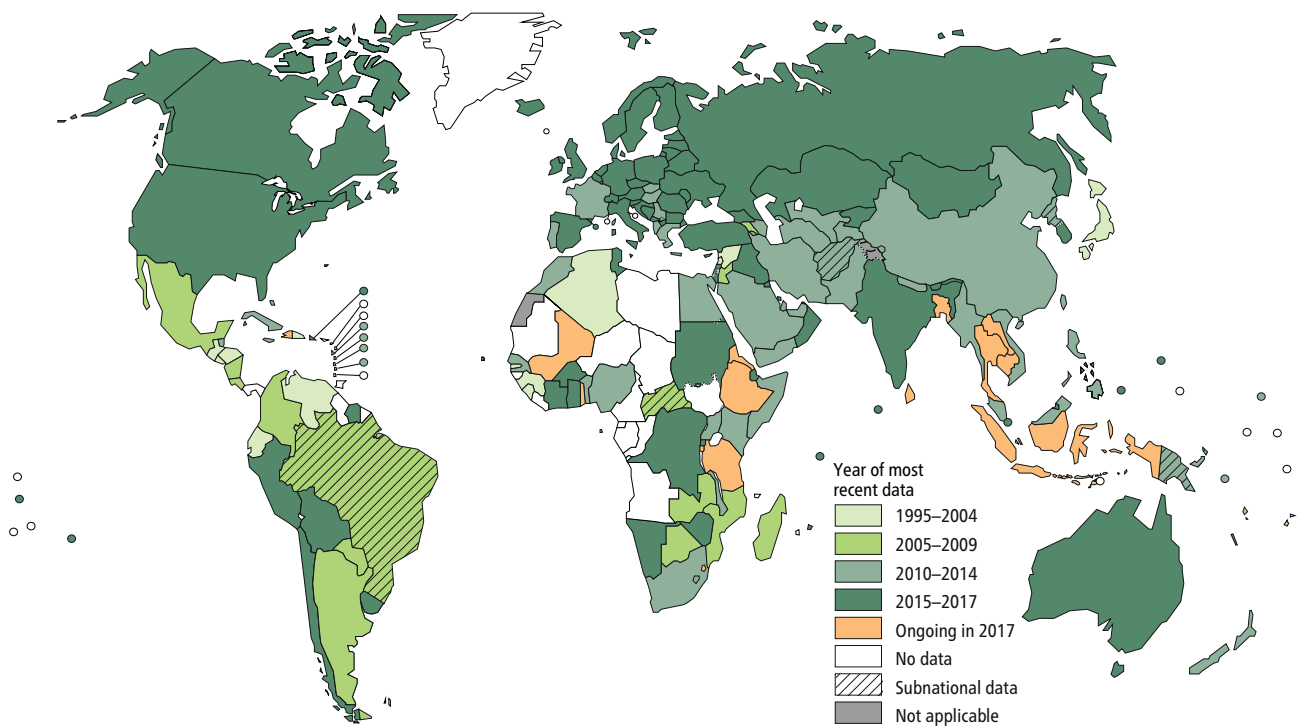 Year of most
recent data
1995–2004
2005–2009
2010–2014
2015–2017
Ongoing in 2017
No data
Subnational data
Not applicable